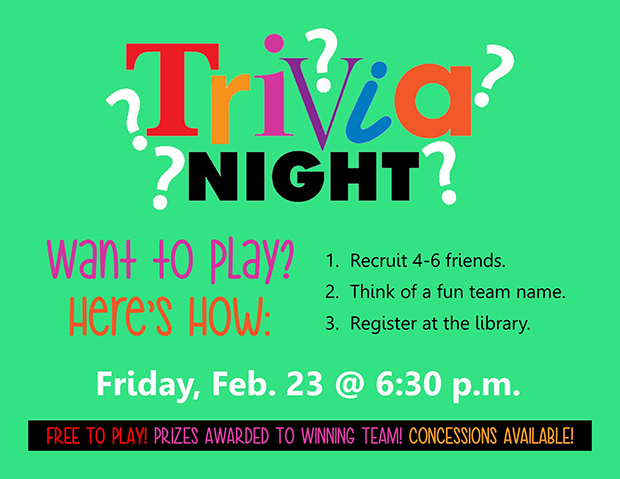 Trivia
NIGHT
? ? ? ? ?
Want to Play?
Here's How:
1. Recruit 4-6 friends.
2. Think of a fun team name.
3. Register at the library.
Friday, Feb. 23 @ 6:30 p.m.
FREE TO PLAY! PRIZES AWARDED TO WINNING TEAM! CONCESSIONS AVAILABLE!